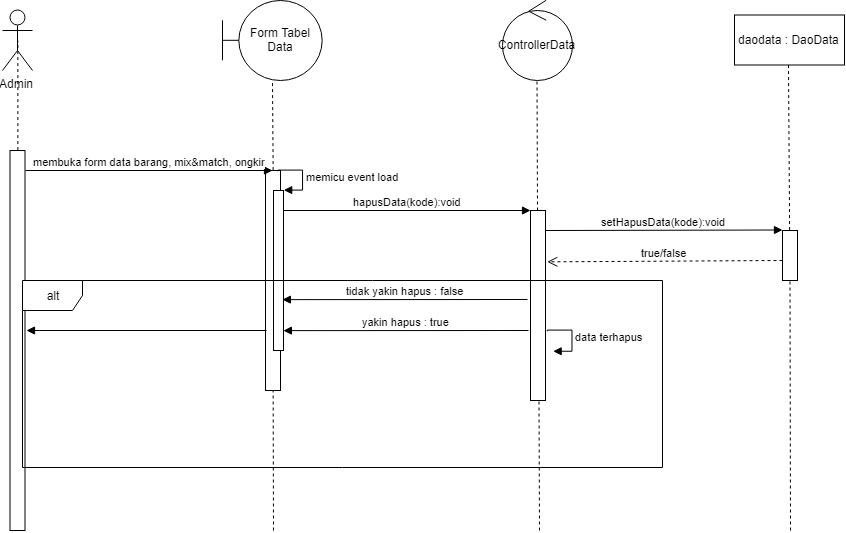 Form Tabel
Data
ControllerData
daodata : DaoData
Admin
membuka form data barang, mix&match, ongkir
memicu event load
hapusData(kode):void
setHapusData(kode):void
true/false
alt
tidak yakin hapus : false
yakin hapus : true
data terhapus